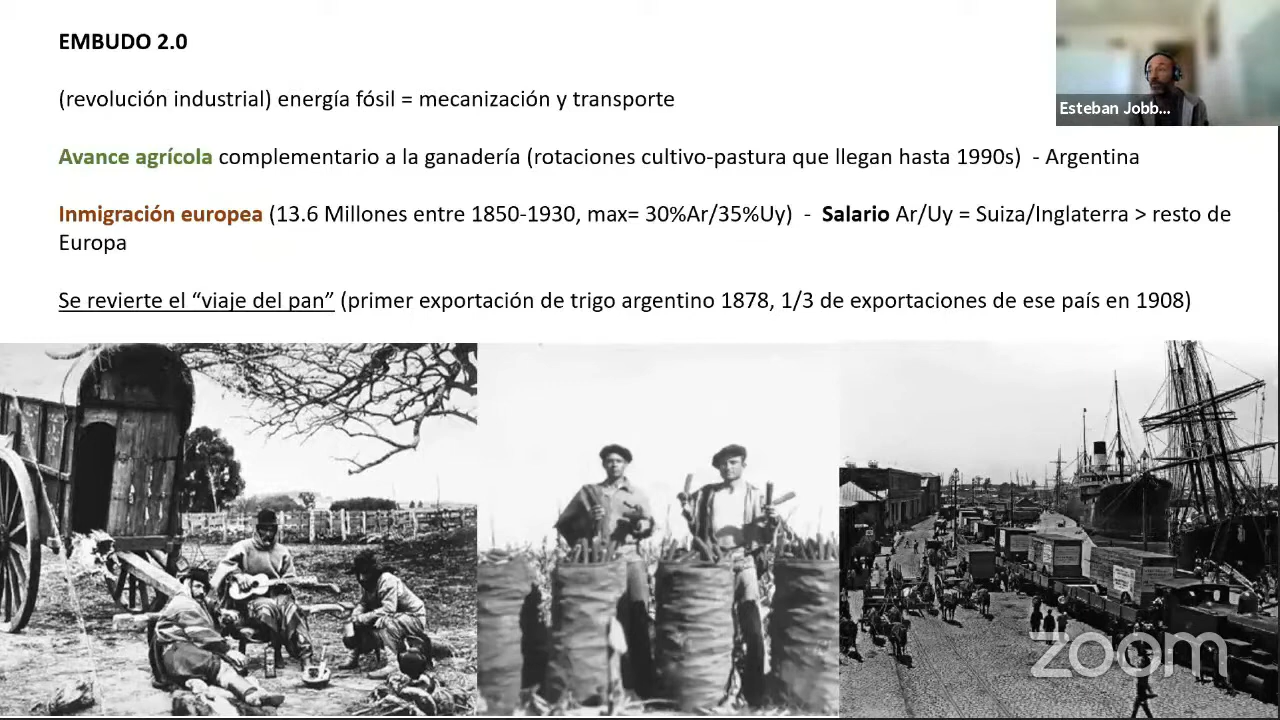 EMBUDO 2.0
(revolución industrial) energía fósil = mecanización y transporte
Avance agrícola complementario a la ganadería (rotaciones cultivo-pastura que llegan hasta 1990s)  - Argentina
Inmigración europea (13.6 Millones entre 1850-1930, max= 30%Ar/35%Uy)  -  Salario Ar/Uy = Suiza/Inglaterra > resto de
Europa
Se revierte el “viaje del pan” (primer exportación de trigo argentino 1878, 1/3 de exportaciones de ese país en 1908)
Esteban Jobb...
zoom